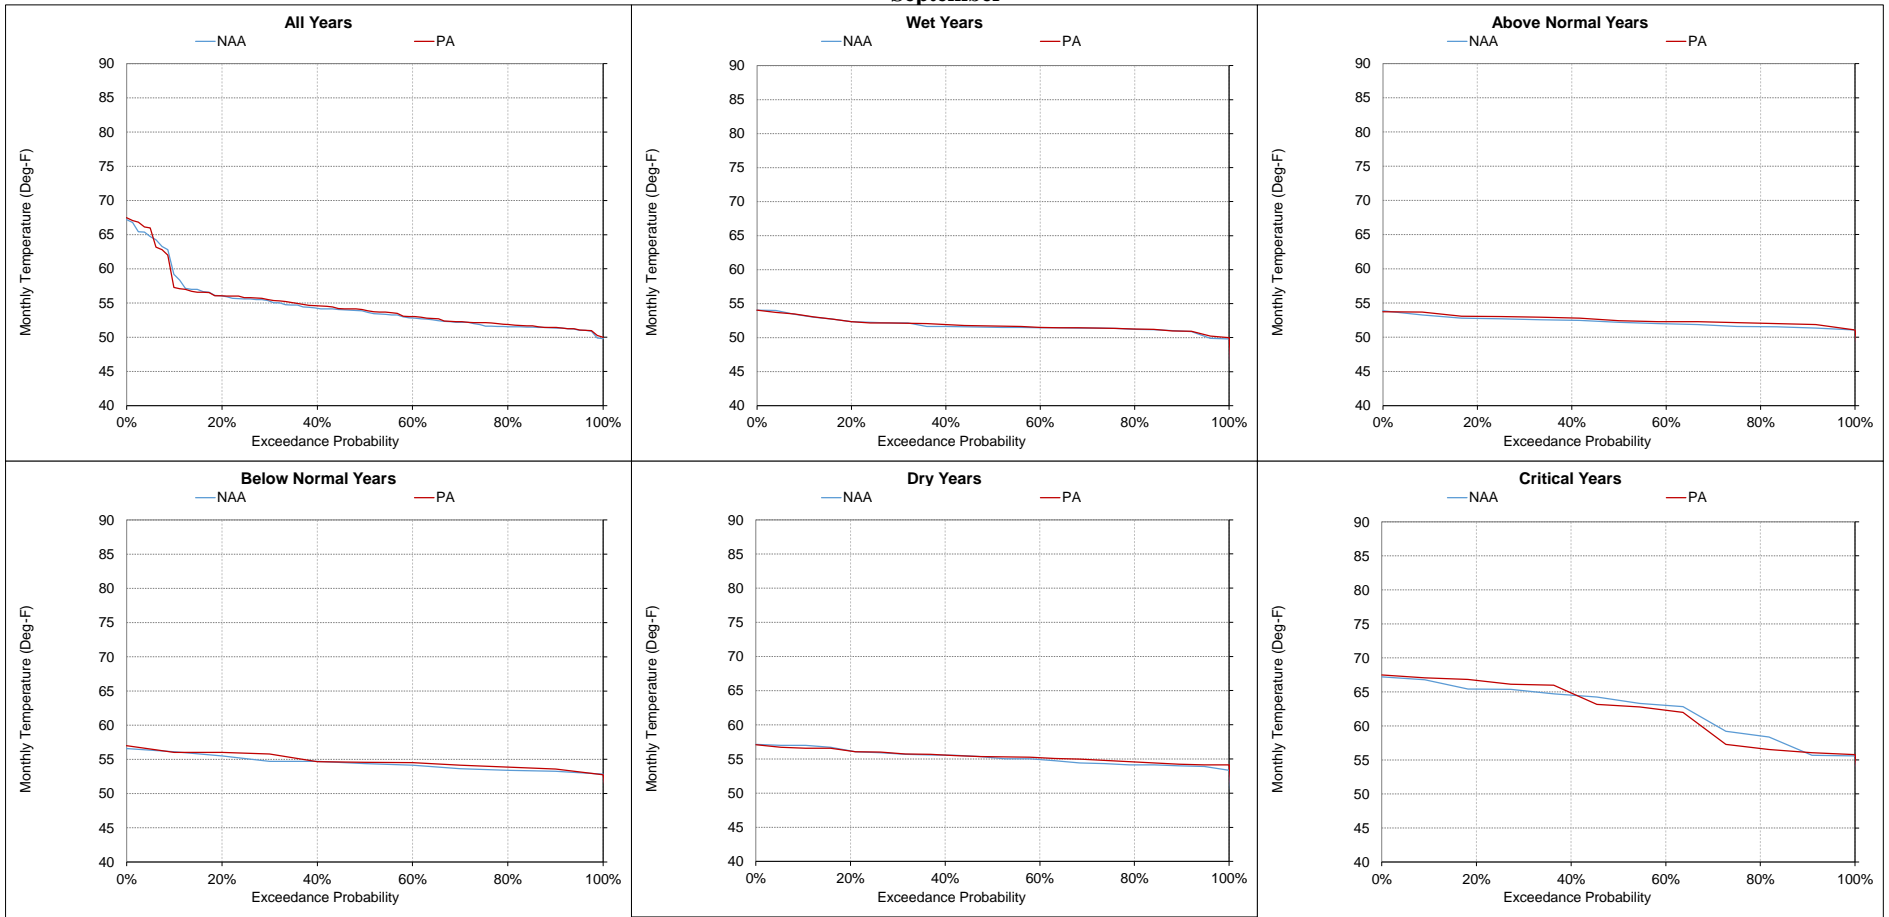 September
All Years
NAA PA
90
85
80
75
70
65
60
55
50
45
40
Monthly Temperature (Deg-F)
0% 20% 40% 60% 80% 100%
Exceedance Probability
Wet Years
NAA PA
90
85
80
75
70
65
60
55
50
45
40
Monthly Temperature (Deg-F)
0% 20% 40% 60% 80% 100%
Exceedance Probability
Above Normal Years
NAA PA
90
85
80
75
70
65
60
55
50
45
40
Monthly Temperature (Deg-F)
0% 20% 40% 60% 80% 100%
Exceedance Probability
Below Normal Years
NAA PA
90
85
80
75
70
65
60
55
50
45
40
Monthly Temperature (Deg-F)
0% 20% 40% 60% 80% 100%
Exceedance Probability
Dry Years
NAA PA
90
85
80
75
70
65
60
55
50
45
40
Monthly Temperature (Deg-F)
0% 20% 40% 60% 80% 100%
Exceedance Probability
Critical Years
NAA PA
90
85
80
75
70
65
60
55
50
45
40
Monthly Temperature (Deg-F)
0% 20% 40% 60% 80% 100%
Exceedance Probability